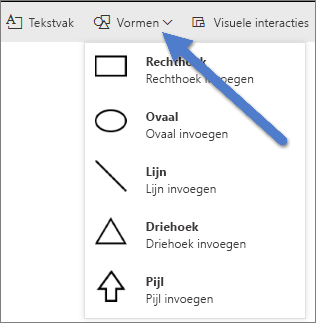 Tekstvak Vormen Visuele interacties
Rechthoek
Rechthoek invoegen
Ovaal
Ovaal invoegen
Lijn
Lijn invoegen
Driehoek
Driehoek invoegen
Pijl
Pijl invoegen